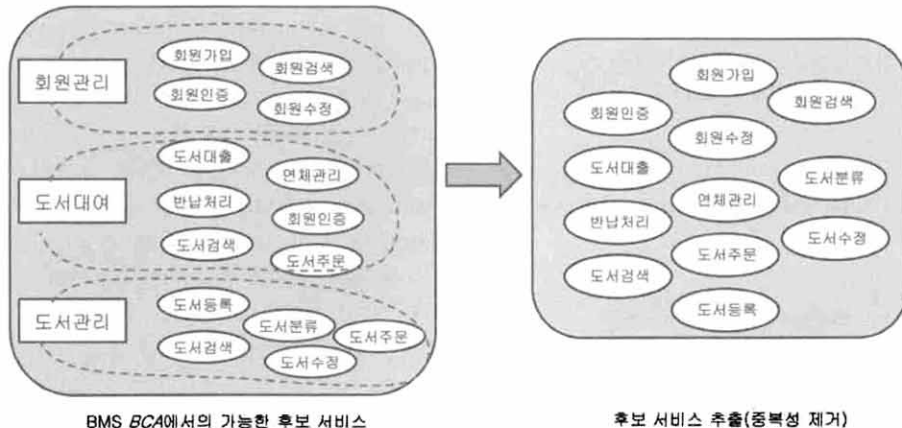 회원관리
회원가입
회원검색
회원인증
회원수정
도서대여
도서대출
연체관리
반납처리
회원인증
도서검색
도서주문
도서관리
도서등록
도서분류
도서주문
도서검색
도서수정
BMS BCA에서의 가능한 후보 서비스
회원가입
회원검색
회원인증
회원수정
도서대출
도서분류
연체관리
반납처리
도서수정
도서주문
도서검색
도서등록
후보 서비스 추출(중복성 제거)